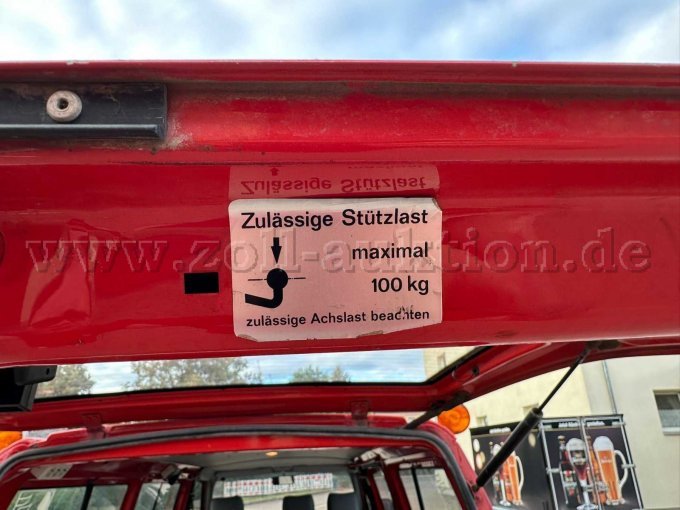 Zulässige Stützlast
Zulässige Stützlast
maximal
100 kg
zulässige Achslast beachten
www.zoll-auktion.de